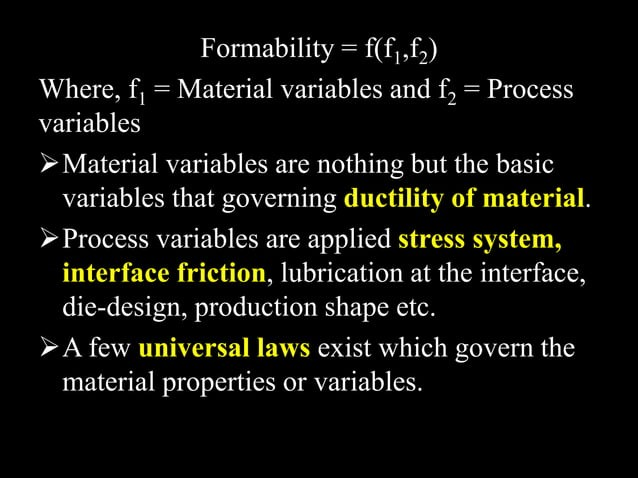 Formability = f(f₁,f₂)
Where, f₁ = Material variables and f₂ = Process
variables
➢Material variables are nothing but the basic
variables that governing ductility of material.
➢Process variables are applied stress system,
interface friction, lubrication at the interface,
die-design, production shape etc.
➢A few universal laws exist which govern the
material properties or variables.